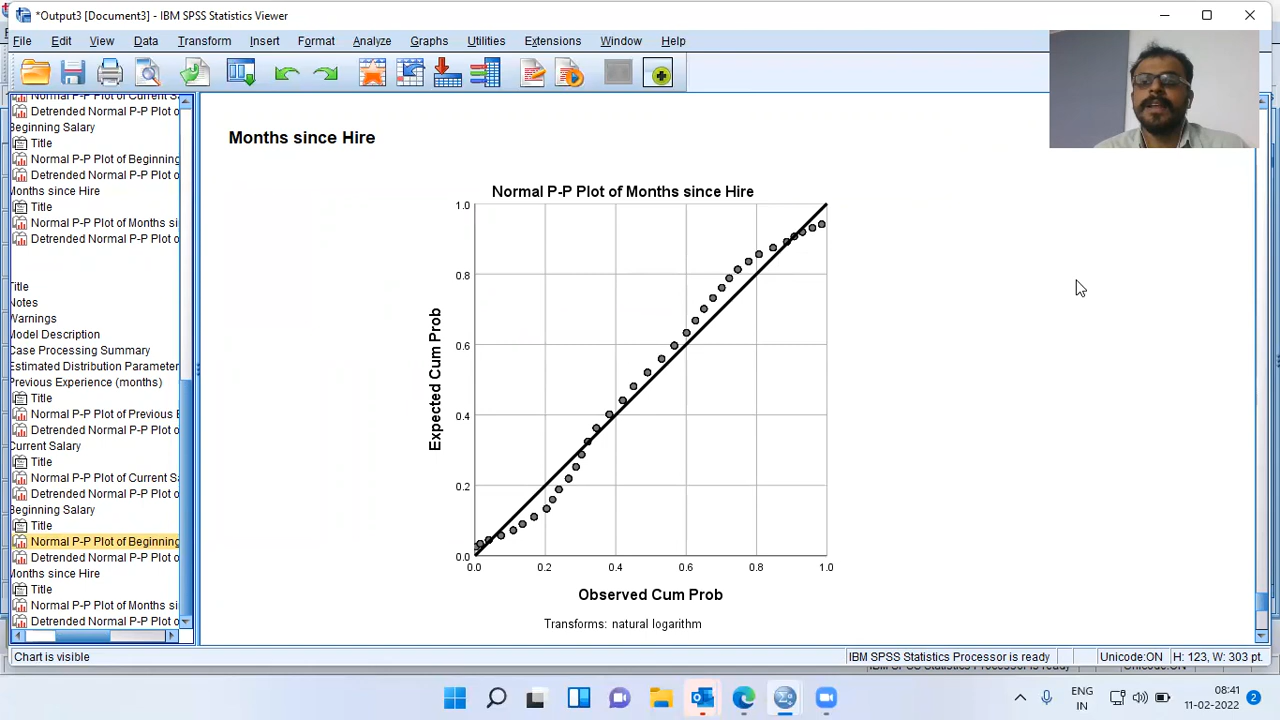 *Output3 [Document3] - IBM SPSS Statistics Viewer
File Edit View Data Transform Insert Format Analyze Graphs Utilities Extensions Window Help
Normal P-P Plot of Current Sa
Detrended Normal P-P Plot o
Beginning Salary
Title
Normal P-P Plot of Beginning
Detrended Normal P-P Plot o
Months since Hire
Title
Normal P-P Plot of Months si
Detrended Normal P-P Plot o
Title
Notes
Warnings
Model Description
Case Processing Summary
Estimated Distribution Parameter
Previous Experience (months)
Title
Normal P-P Plot of Previous E
Detrended Normal P-P Plot o
Current Salary
Title
Normal P-P Plot of Current Sa
Detrended Normal P-P Plot o
Beginning Salary
Title
Normal P-P Plot of Beginning
Detrended Normal P-P Plot o
Months since Hire
Title
Normal P-P Plot of Months si
Detrended Normal P-P Plot o
Months since Hire
Normal P-P Plot of Months since Hire
Expected Cum Prob
1.0
0.8
0.6
0.4
0.2
0.0
0.0 0.2 0.4 0.6 0.8 1.0
Observed Cum Prob
Transforms: natural logarithm
Chart is visible
IBM SPSS Statistics Processor is ready
Unicode:ON H: 123, W: 303 pt.
ENG
IN
08:41
11-02-2022
2